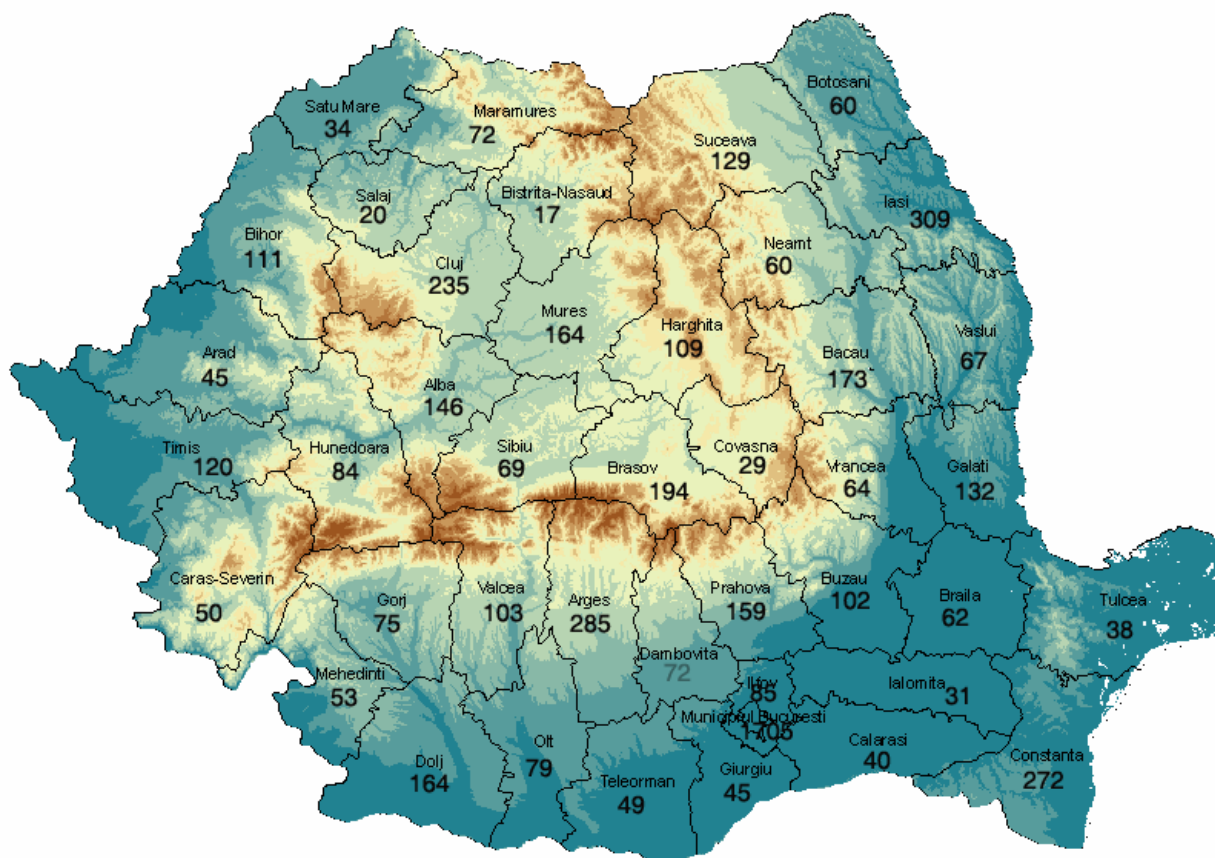 Botosani
60
Satu Mare
34
Maramures
72
Suceava
129
Salaj
20
Bistrita-Nasaud
17
Iasi
309
Bihor
111
Neamt
60
Cluj
235
Mures
164
Harghita
109
Vaslui
67
Arad
45
Bacau
173
Alba
146
Timis
120
Hunedoara
84
Sibiu
69
Brasov
194
Covasna
29
Vrancea
64
Galati
132
Caras-Severin
50
Gorj
75
Valcea
103
Arges
285
Prahova
159
Buzau
102
Braila
62
Tulcea
38
Dambovita
72
Mehedinti
53
Ilfov
85
Ialomita
31
Municipiul Bucuresti
1705
Dolj
164
Olt
79
Teleorman
49
Giurgiu
45
Calarasi
40
Constanta
272